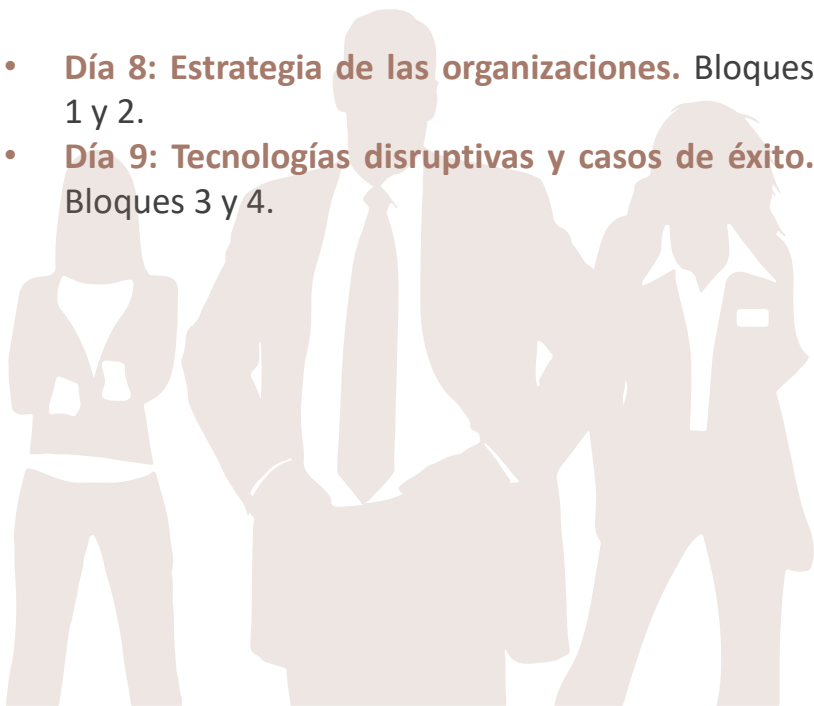 • Día 8: Estrategia de las organizaciones. Bloques
1 y 2.
• Día 9: Tecnologías disruptivas y casos de éxito.
Bloques 3 y 4.